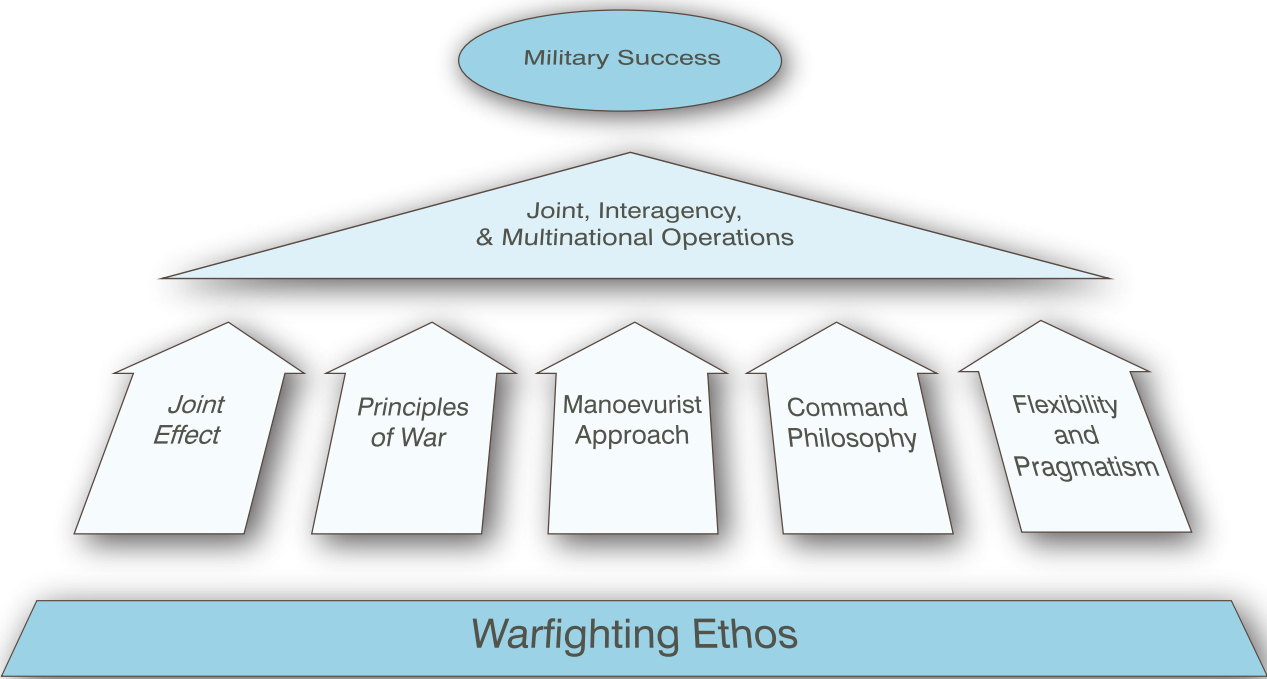 Military Success
Joint, Interagency,
& Multinational Operations
Joint
Effect
Principles
of War
Manoevurist
Approach
Command
Philosophy
Flexibility
and
Pragmatism
Warfighting Ethos